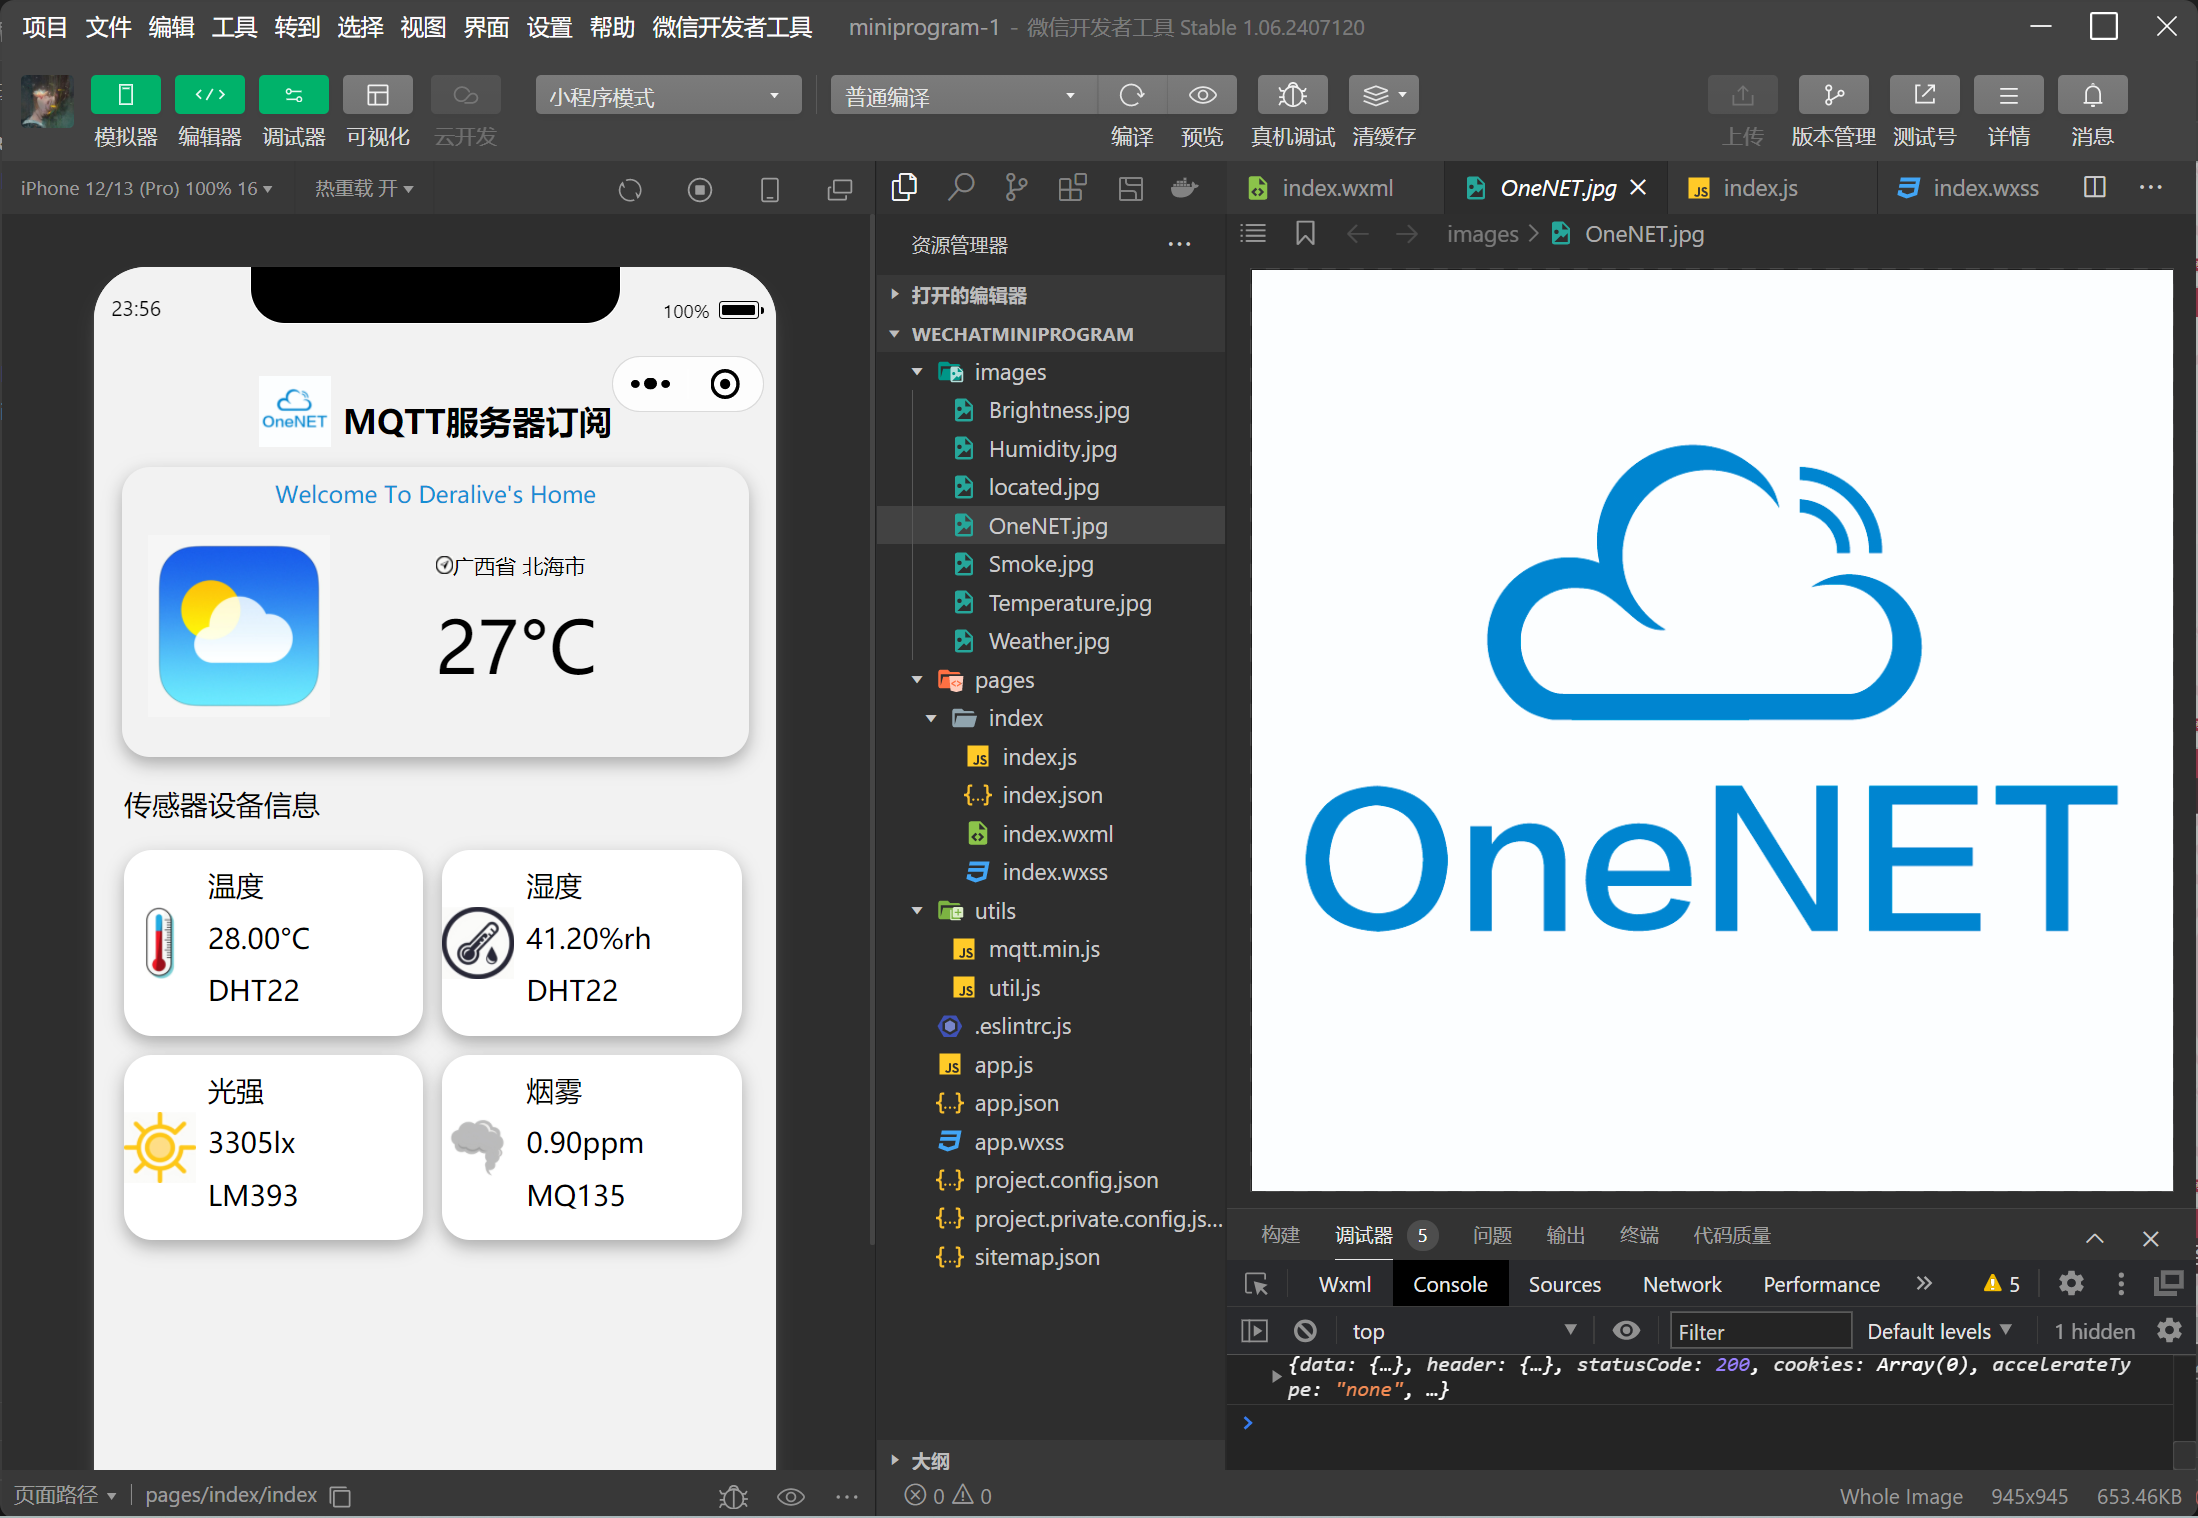 项目 文件 编辑 工具 转到 选择 视图 界面 设置 帮助 微信开发者工具 miniprogram-1 - 微信开发者工具 Stable 1.06.2407120
模拟器 编辑器 调试器 可视化 云开发
小程序模式
普通编译
编译 预览 真机调试 清缓存
上传 版本管理 测试号 详情 消息
iPhone 12/13 (Pro) 100% 16
热重载 开
23:56
100%
OneNET
MQTT服务器订阅
Welcome To Deralive's Home
广西省 北海市
27°C
传感器设备信息
温度
28.00°C
DHT22
湿度
41.20%rh
DHT22
光强
3305lx
LM393
烟雾
0.90ppm
MQ135
页面路径
pages/index/index
资源管理器
打开的编辑器
WECHATMINIPROGRAM
images
Brightness.jpg
Humidity.jpg
located.jpg
OneNET.jpg
Smoke.jpg
Temperature.jpg
Weather.jpg
pages
index
JS index.js
{..} index.json
index.wxml
index.wxss
utils
JS mqtt.min.js
JS util.js
.eslintrc.js
JS app.js
{..} app.json
app.wxss
{..} project.config.json
{..} project.private.config.js...
{..} sitemap.json
大纲
0 0
index.wxml
OneNET.jpg
JS index.js
index.wxss
images > OneNET.jpg
OneNET
构建 调试器 5 问题 输出 终端 代码质量
Wxml Console Sources Network Performance 5
top Filter Default levels 1 hidden
{data: {…}, header: {…}, statusCode: 200, cookies: Array(0), accelerateTy
pe: "none", …}
Whole Image 945x945 653.46KB